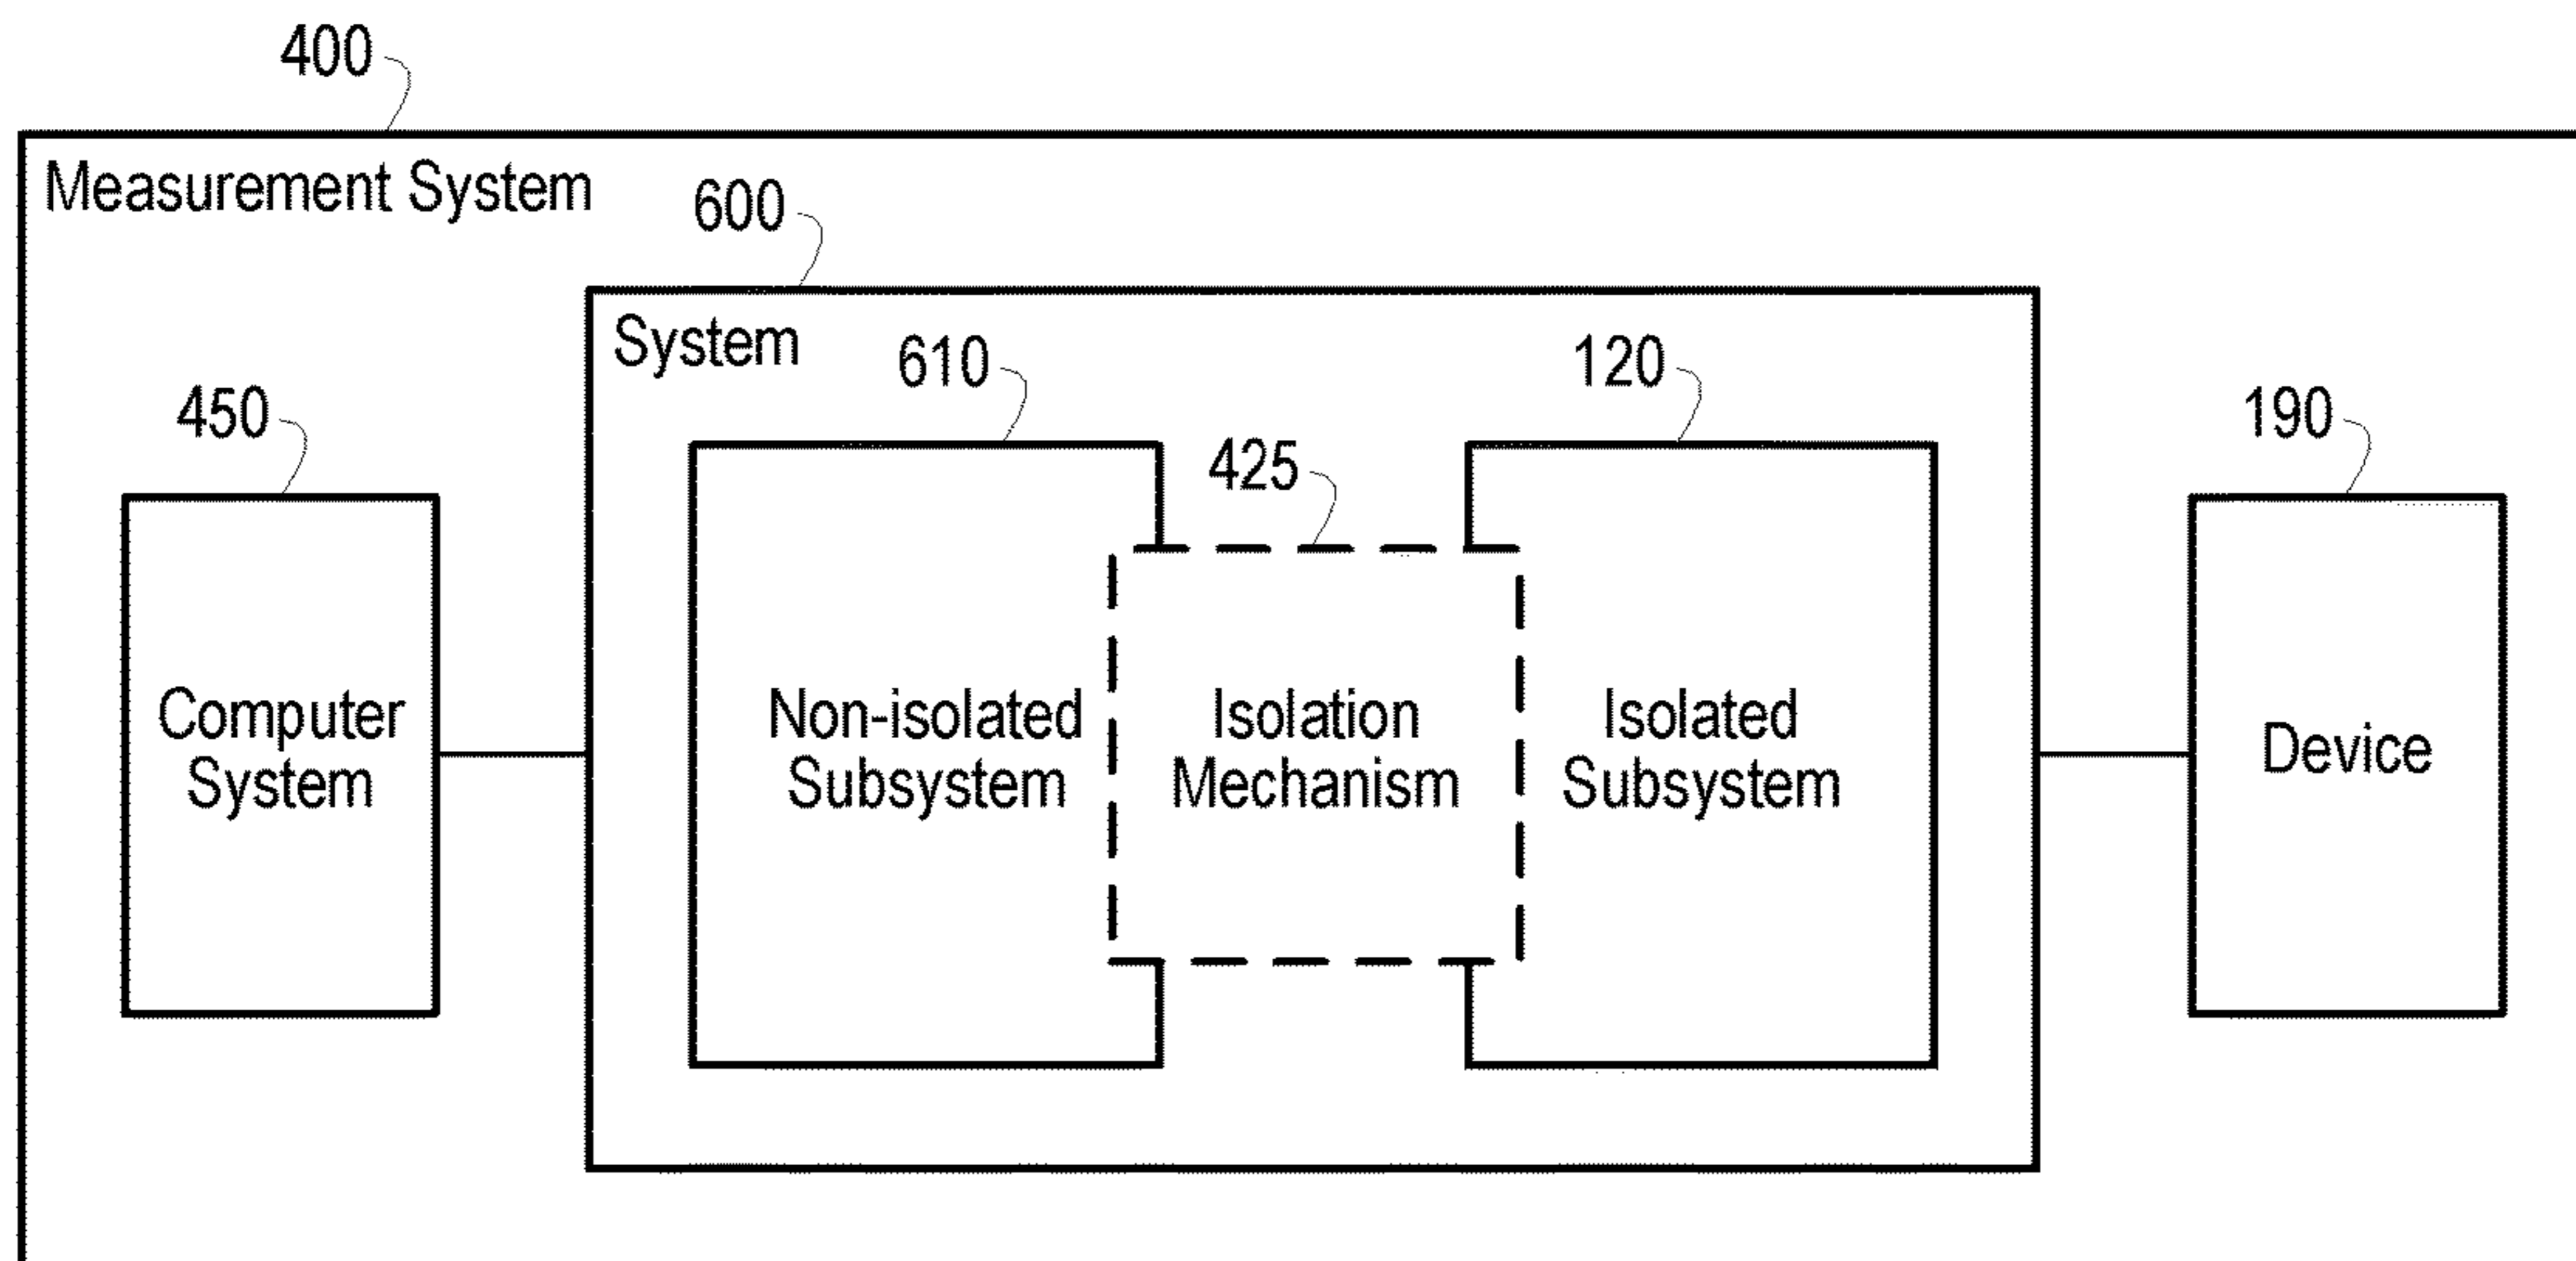 400
Measurement System
600
System
610
120
450
190
425
Computer
System
Non-isolated
Subsystem
Isolation
Mechanism
Isolated
Subsystem
Device